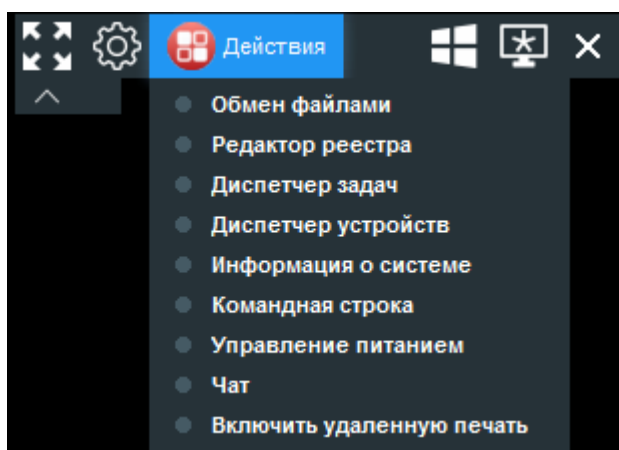 Действия
Обмен файлами
Редактор реестра
Диспетчер задач
Диспетчер устройств
Информация о системе
Командная строка
Управление питанием
Чат
Включить удаленную печать